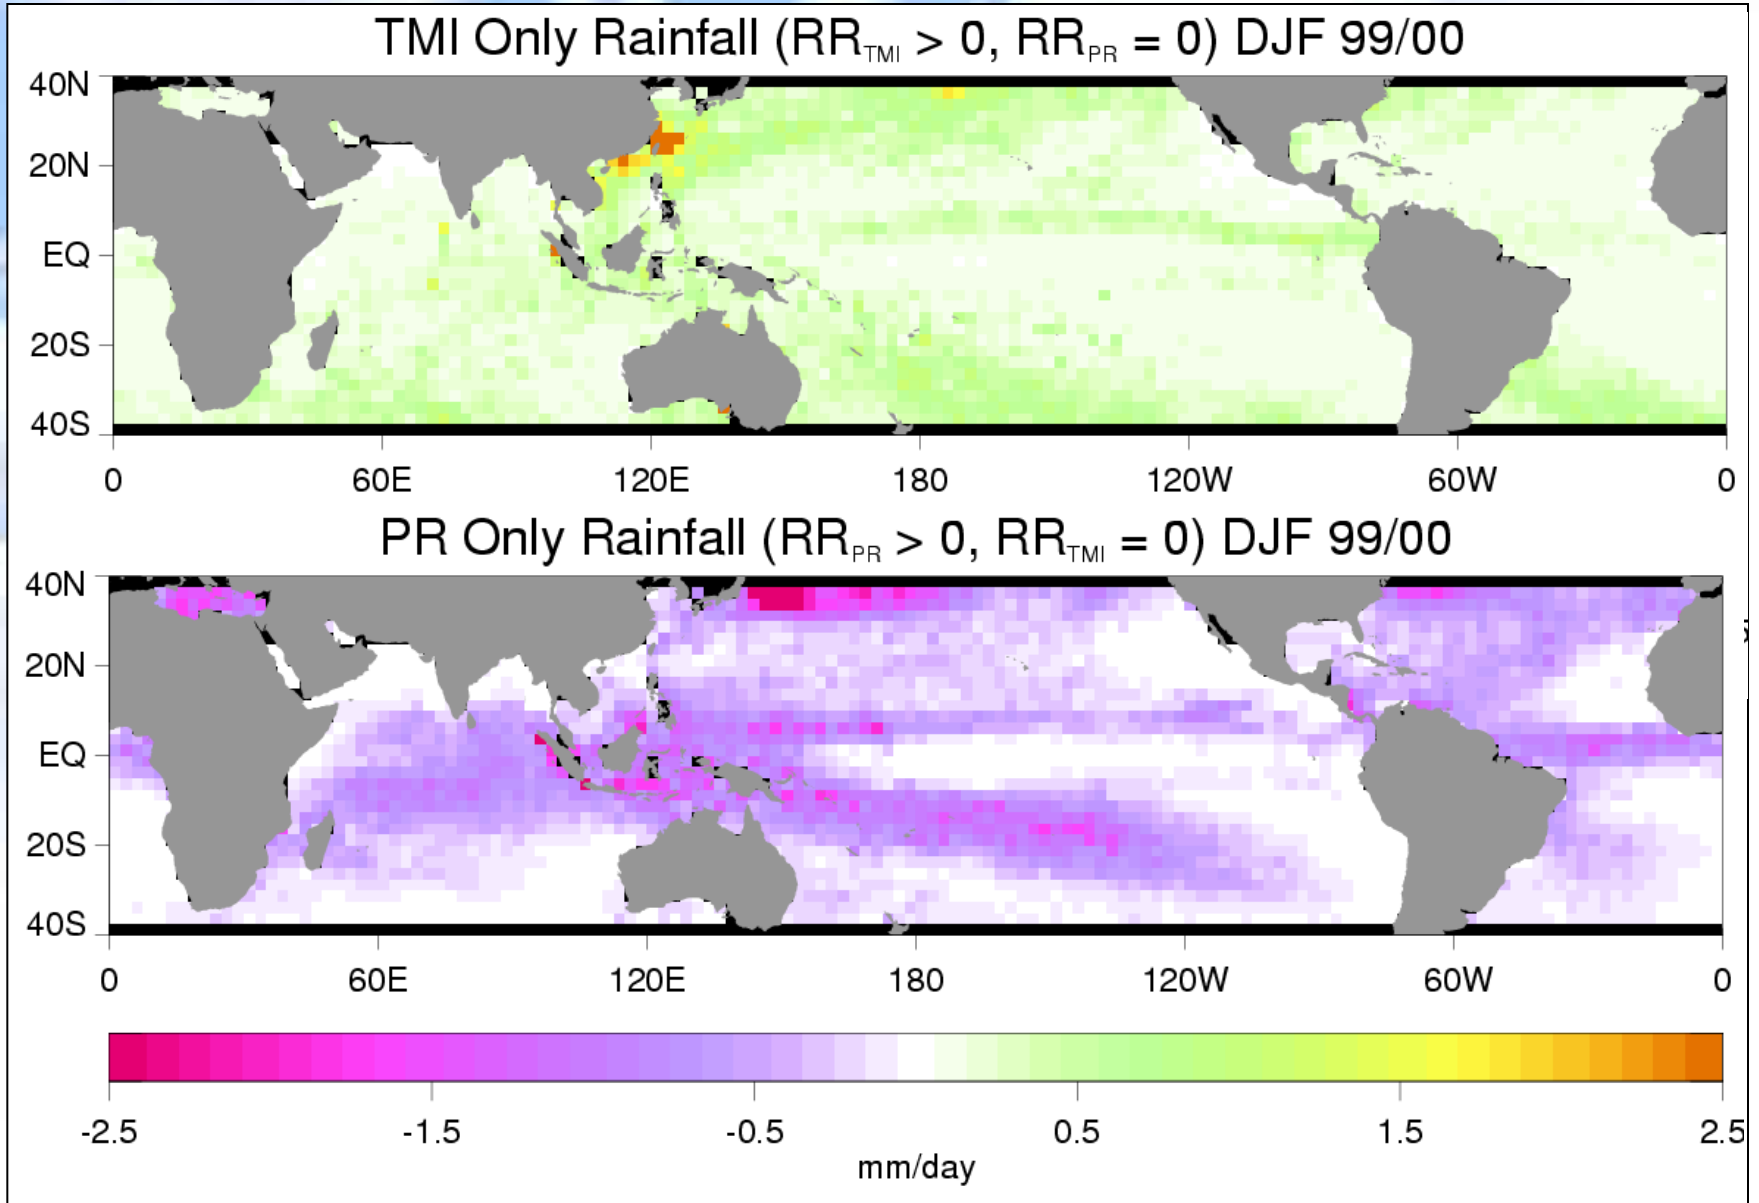 TMI Only Rainfall (RR_TMI > 0, RR_PR = 0) DJF 99/00
40N
20N
EQ
20S
40S
0 60E 120E 180 120W 60W 0
PR Only Rainfall (RR_PR > 0, RR_TMI = 0) DJF 99/00
40N
20N
EQ
20S
40S
0 60E 120E 180 120W 60W 0
-2.5 -1.5 -0.5 0.5 1.5 2.5
mm/day